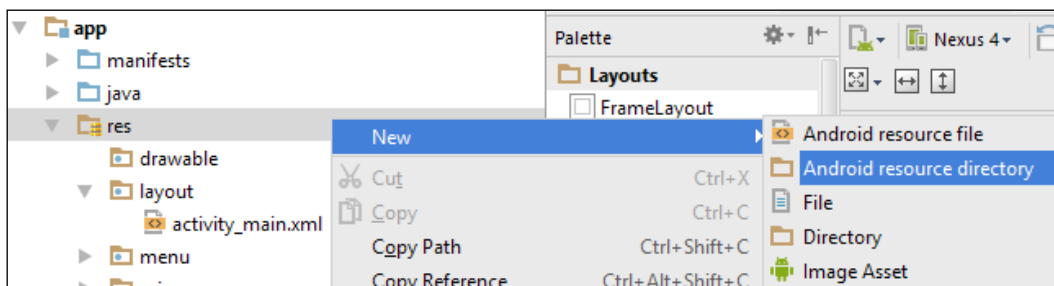 app
manifests
java
res
drawable
layout
activity_main.xml
menu
Palette
Nexus 4
Layouts
FrameLayout
New
Cut Ctrl+X
Copy Ctrl+C
Copy Path Ctrl+Shift+C
Copy Reference Ctrl+Alt+Shift+C
Android resource file
Android resource directory
File
Directory
Image Asset